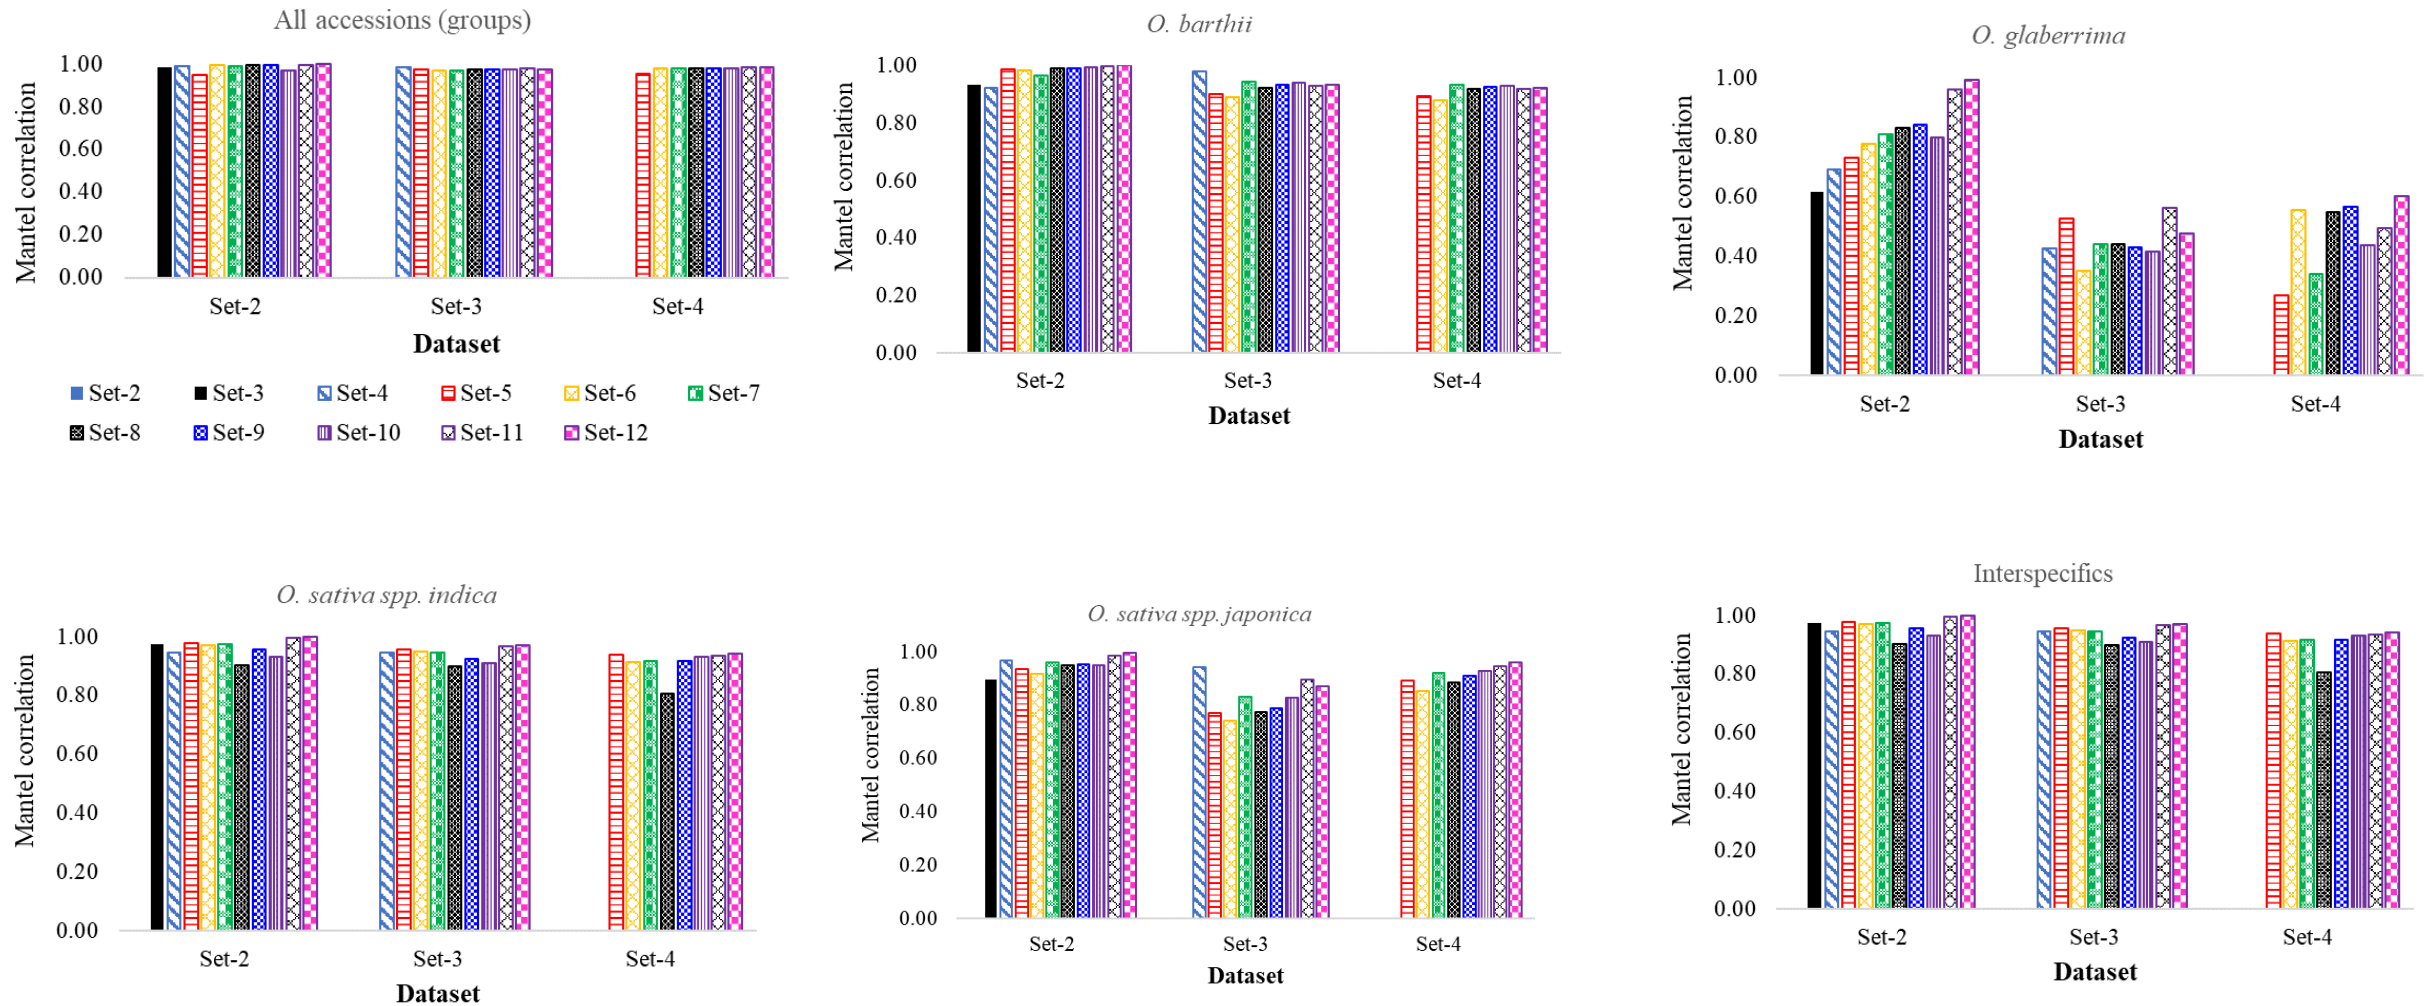 All accessions (groups)
Mantel correlation
1.00
0.80
0.60
0.40
0.20
0.00
Set-2 Set-3 Set-4
Dataset
Set-2 Set-3 Set-4 Set-5 Set-6 Set-7
Set-8 Set-9 Set-10 Set-11 Set-12
O. barthii
Mantel correlation
1.00
0.80
0.60
0.40
0.20
0.00
Set-2 Set-3 Set-4
Dataset
O. glaberrima
Mantel correlation
1.00
0.80
0.60
0.40
0.20
0.00
Set-2 Set-3 Set-4
Dataset
O. sativa spp. indica
Mantel correlation
1.00
0.80
0.60
0.40
0.20
0.00
Set-2 Set-3 Set-4
Dataset
O. sativa spp. japonica
Mantel correlation
1.00
0.80
0.60
0.40
0.20
0.00
Set-2 Set-3 Set-4
Dataset
Interspecifics
Mantel correlation
1.00
0.80
0.60
0.40
0.20
0.00
Set-2 Set-3 Set-4
Dataset